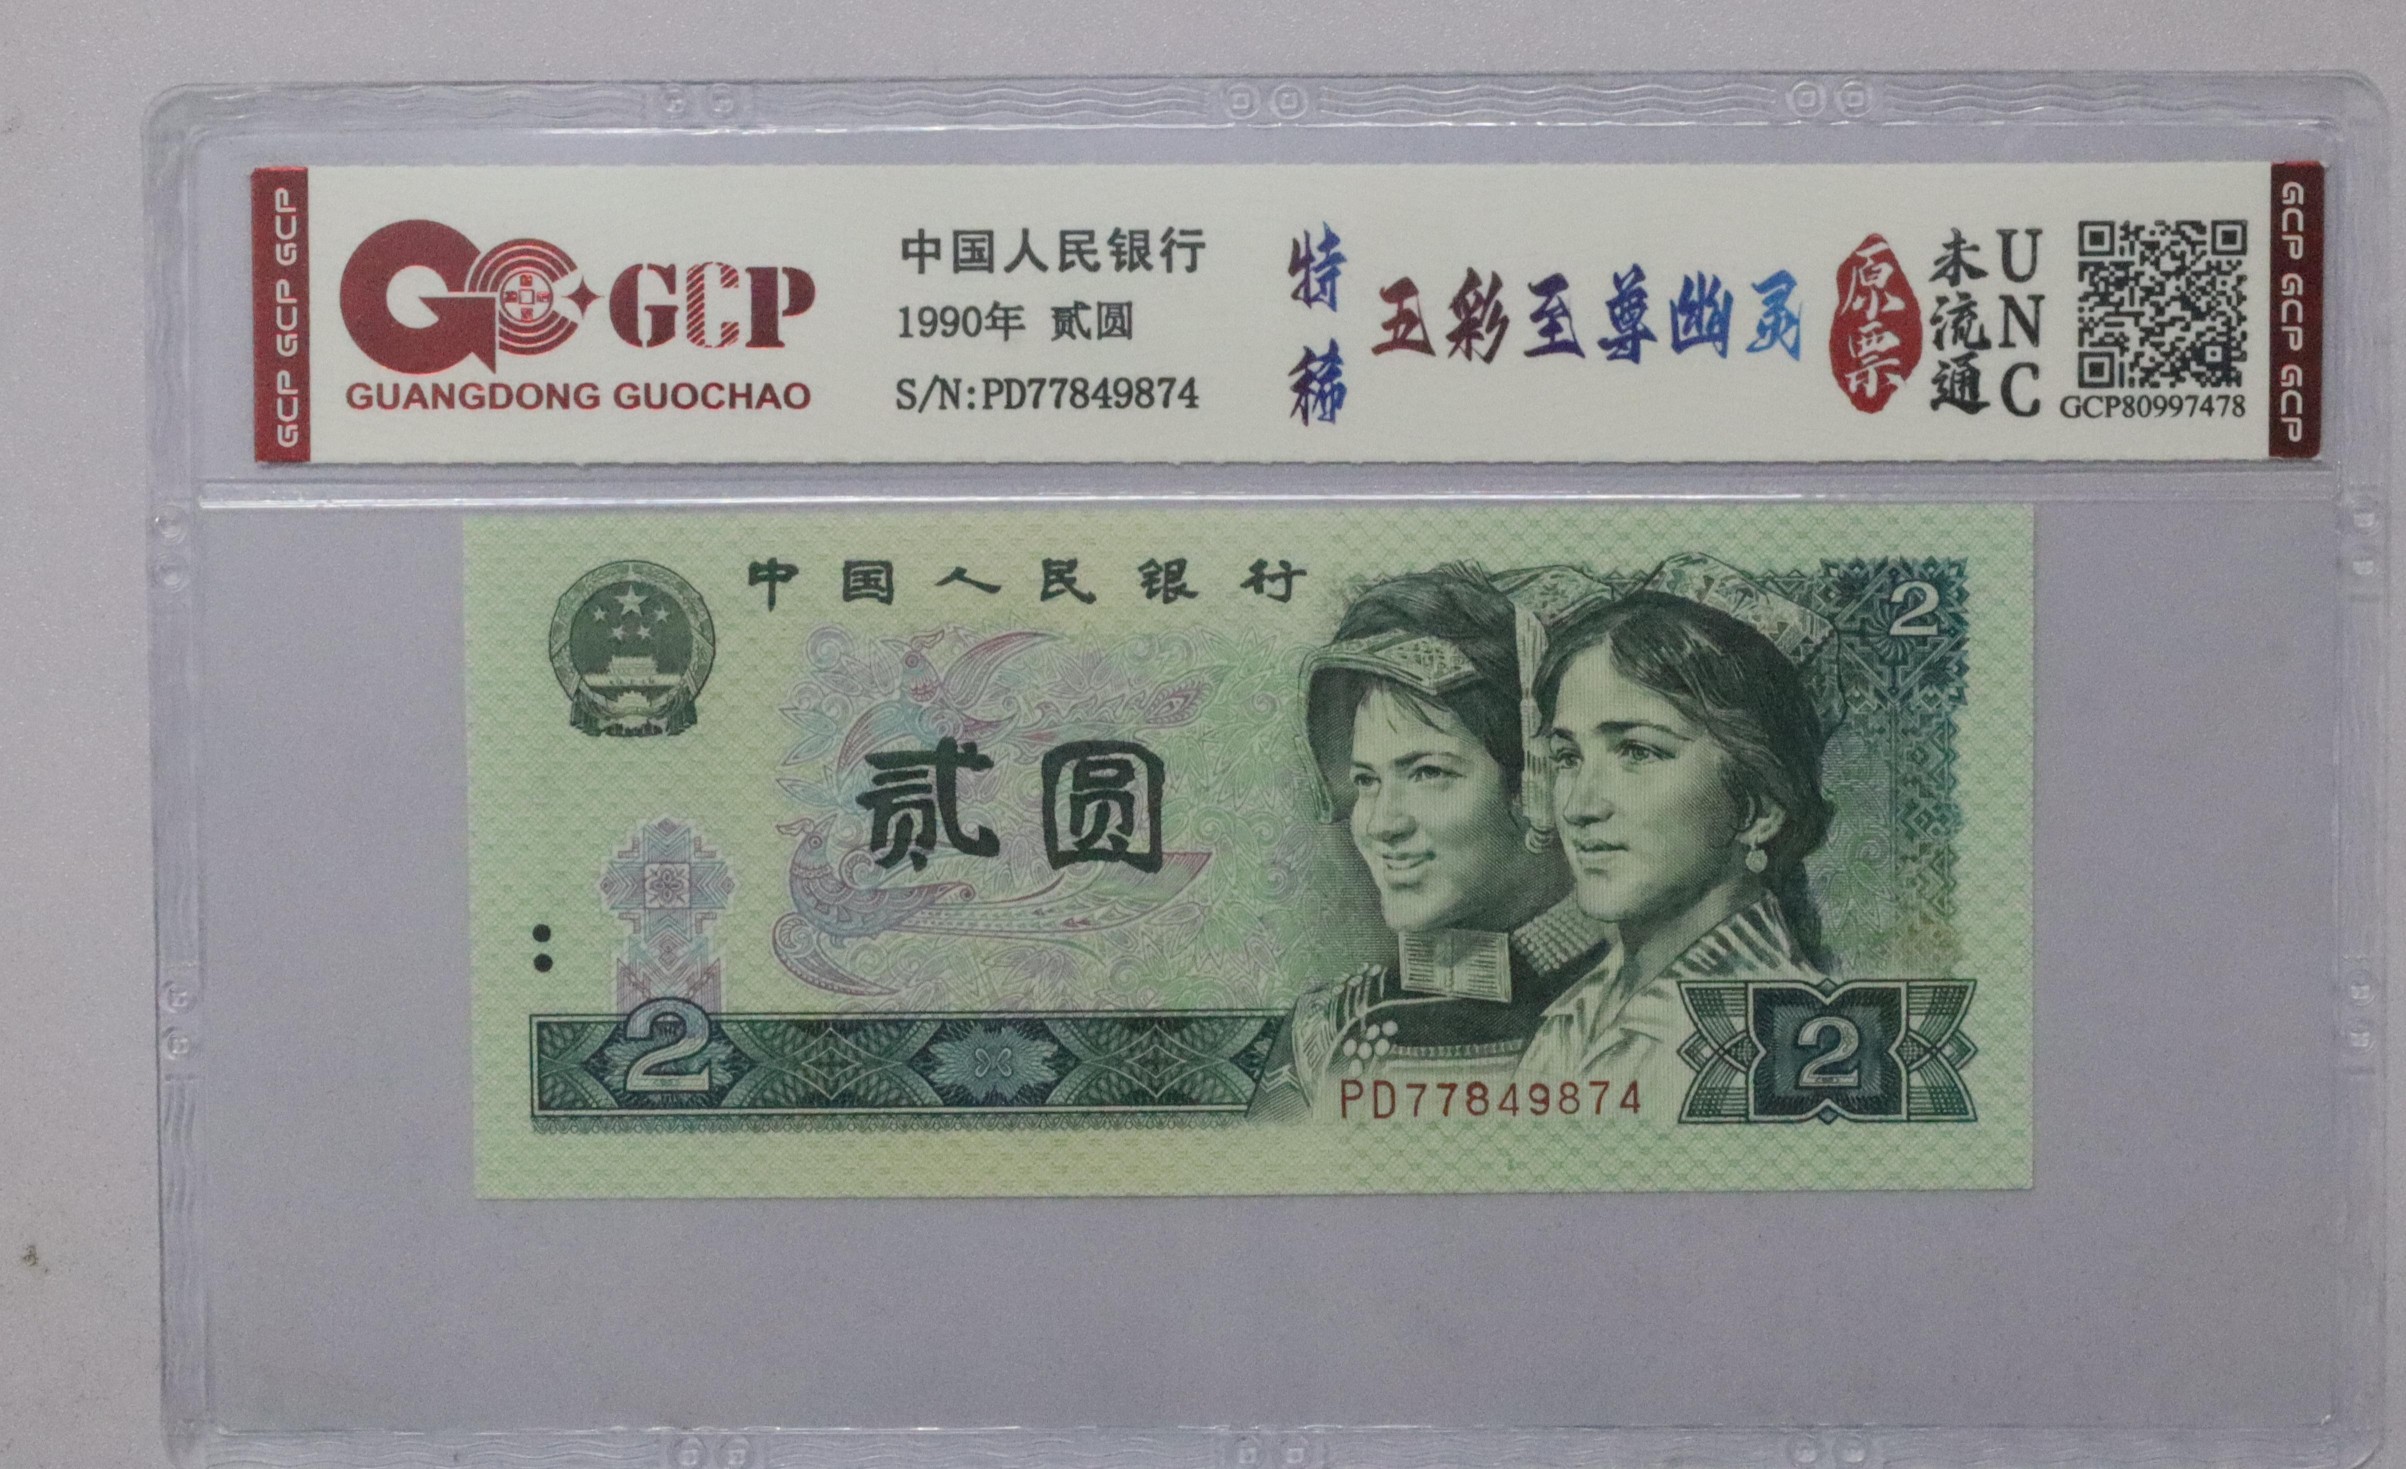 GCP GCP GCP
GCP
GUANGDONG GUOCHAO
中国人民银行
1990年 贰圆
S/N:PD77849874
特稀
五彩至尊幽灵
原票
未流通
UNC
GCP80997478
GCP GCP GCP
中国人民银行
2
贰圆
2
PD77849874
2